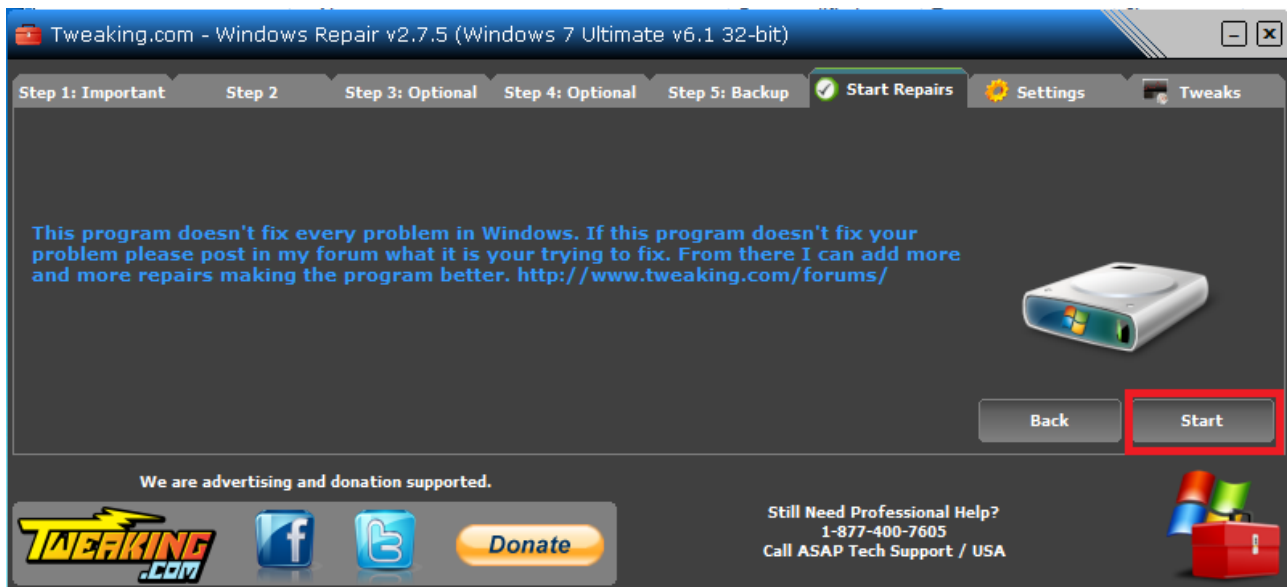 Tweaking.com - Windows Repair v2.7.5 (Windows 7 Ultimate v6.1 32-bit)
Step 1: Important Step 2 Step 3: Optional Step 4: Optional Step 5: Backup Start Repairs Settings Tweaks
This program doesn't fix every problem in Windows. If this program doesn't fix your
problem please post in my forum what it is your trying to fix. From there I can add more
and more repairs making the program better. http://www.tweaking.com/forums/
Back Start
We are advertising and donation supported.
TWEAKING
.COM
f
t
Donate
Still Need Professional Help?
1-877-400-7605
Call ASAP Tech Support / USA